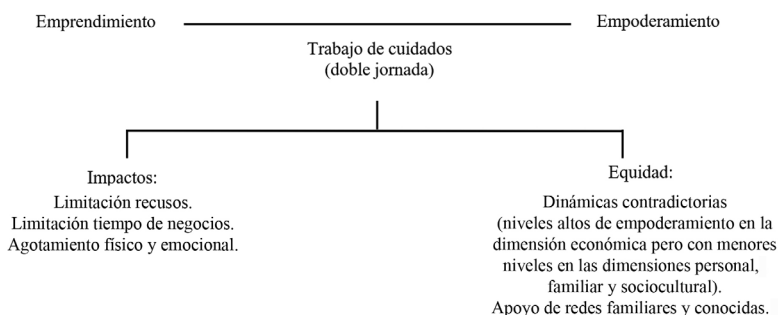 Emprendimiento
Empoderamiento
Trabajo de cuidados
(doble jornada)
Impactos:
Limitación recusos.
Limitación tiempo de negocios.
Agotamiento físico y emocional.
Equidad:
Dinámicas contradictorias
(niveles altos de empoderamiento en la
dimensión económica pero con menores
niveles en las dimensiones personal,
familiar y sociocultural).
Apoyo de redes familiares y conocidas.